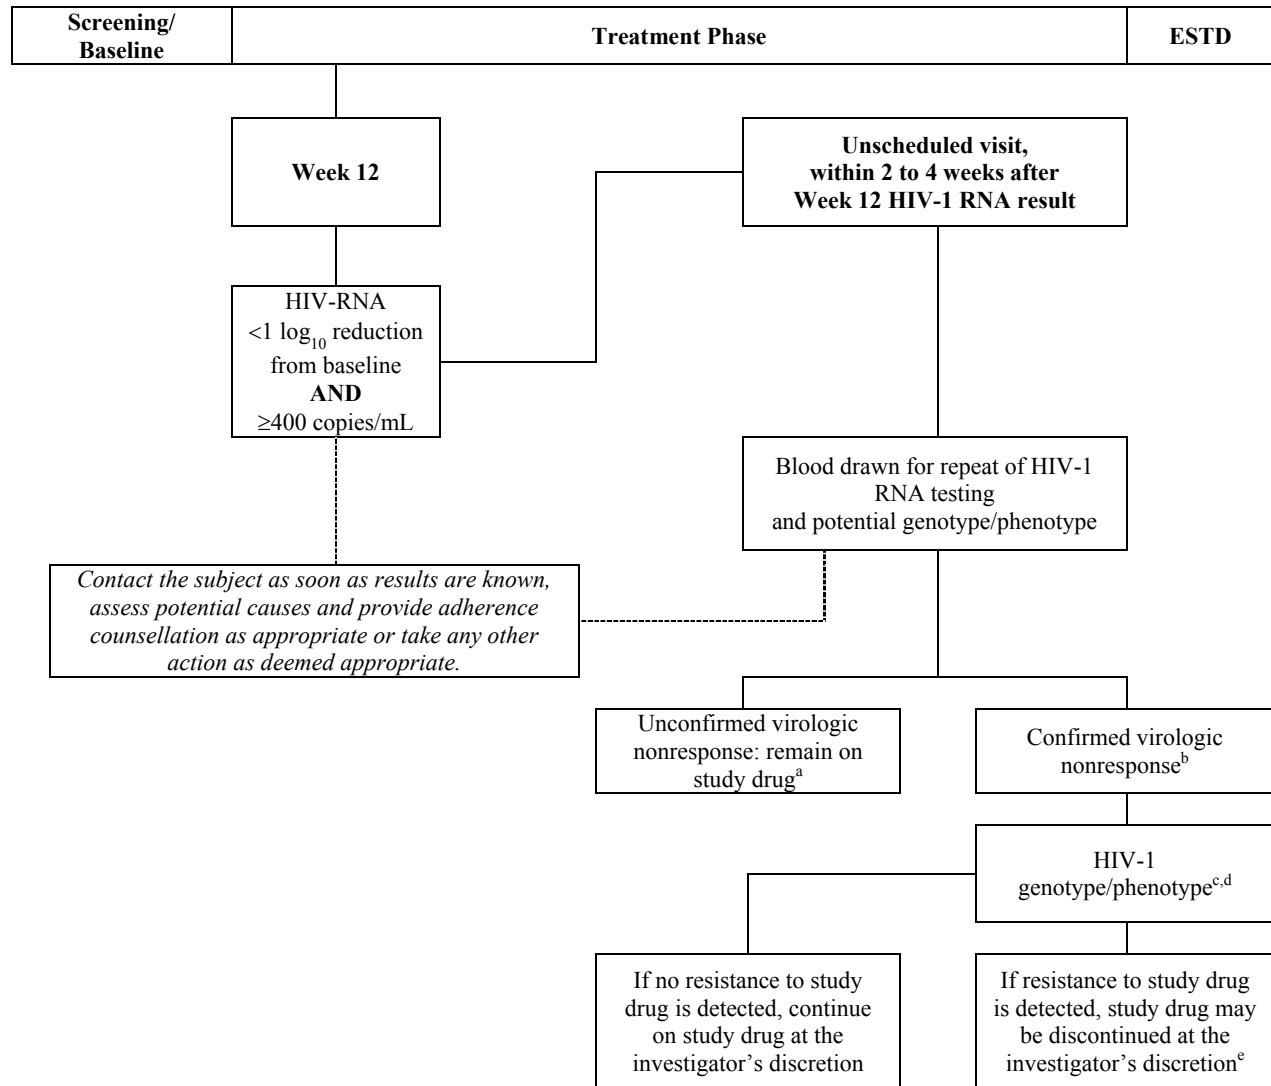 Screening/
Baseline
Treatment Phase
ESTD
Week 12
Unscheduled visit,
within 2 to 4 weeks after
Week 12 HIV-1 RNA result
HIV-RNA
<1 log10 reduction
from baseline
AND
≥400 copies/mL
Blood drawn for repeat of HIV-1
RNA testing
and potential genotype/phenotype
Contact the subject as soon as results are known,
assess potential causes and provide adherence
counsellation as appropriate or take any other
action as deemed appropriate.
Unconfirmed virologic
nonresponse: remain on
study drug^a
Confirmed virologic
nonresponse^b
HIV-1
genotype/phenotype^c,d
If no resistance to study
drug is detected, continue
on study drug at the
investigator’s discretion
If resistance to study drug
is detected, study drug may
be discontinued at the
investigator’s discretion^e